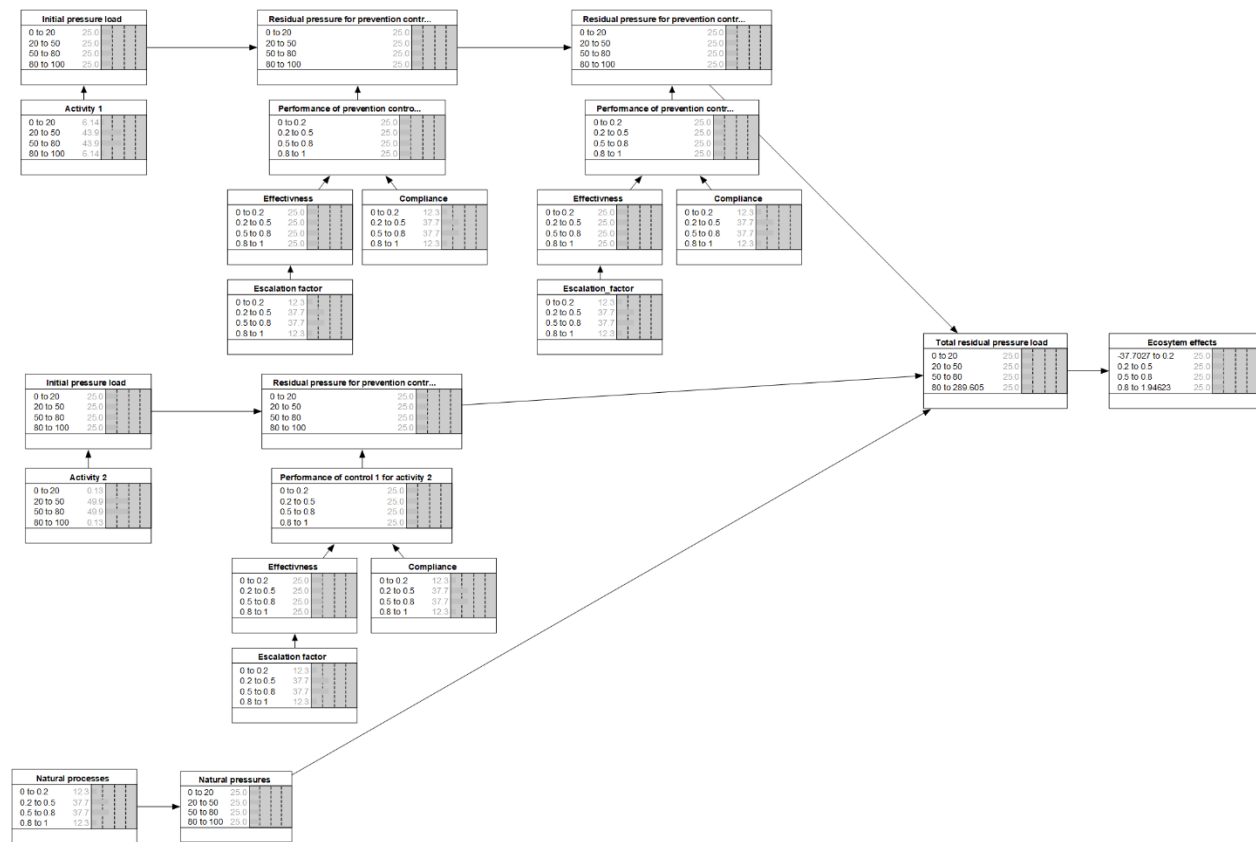 Initial pressure load
0 to 20 25.0
20 to 50 25.0
50 to 80 25.0
80 to 100 25.0
Residual pressure for prevention contr...
0 to 20 25.0
20 to 50 25.0
50 to 80 25.0
80 to 100 25.0
Residual pressure for prevention contr...
0 to 20 25.0
20 to 50 25.0
50 to 80 25.0
80 to 100 25.0
Activity 1
0 to 20 6.14
20 to 50 43.9
50 to 80 43.9
80 to 100 6.14
Performance of prevention contro...
0 to 0.2 25.0
0.2 to 0.5 25.0
0.5 to 0.8 25.0
0.8 to 1 25.0
Performance of prevention contr...
0 to 0.2 25.0
0.2 to 0.5 25.0
0.5 to 0.8 25.0
0.8 to 1 25.0
Effectivness
0 to 0.2 25.0
0.2 to 0.5 25.0
0.5 to 0.8 25.0
0.8 to 1 25.0
Compliance
0 to 0.2 12.3
0.2 to 0.5 37.7
0.5 to 0.8 37.7
0.8 to 1 12.3
Effectivness
0 to 0.2 25.0
0.2 to 0.5 25.0
0.5 to 0.8 25.0
0.8 to 1 25.0
Compliance
0 to 0.2 12.3
0.2 to 0.5 37.7
0.5 to 0.8 37.7
0.8 to 1 12.3
Escalation factor
0 to 0.2 12.3
0.2 to 0.5 37.7
0.5 to 0.8 37.7
0.8 to 1 12.3
Escalation_factor
0 to 0.2 12.3
0.2 to 0.5 37.7
0.5 to 0.8 37.7
0.8 to 1 12.3
Total residual pressure load
0 to 20 25.0
20 to 50 25.0
50 to 80 25.0
80 to 289.605 25.0
Ecosytem effects
-37.7027 to 0.2 25.0
0.2 to 0.5 25.0
0.5 to 0.8 25.0
0.8 to 1.94623 25.0
Initial pressure load
0 to 20 25.0
20 to 50 25.0
50 to 80 25.0
80 to 100 25.0
Residual pressure for prevention contr...
0 to 20 25.0
20 to 50 25.0
50 to 80 25.0
80 to 100 25.0
Activity 2
0 to 20 0.13
20 to 50 49.9
50 to 80 49.9
80 to 100 0.13
Performance of control 1 for activity 2
0 to 0.2 25.0
0.2 to 0.5 25.0
0.5 to 0.8 25.0
0.8 to 1 25.0
Effectivness
0 to 0.2 25.0
0.2 to 0.5 25.0
0.5 to 0.8 25.0
0.8 to 1 25.0
Compliance
0 to 0.2 12.3
0.2 to 0.5 37.7
0.5 to 0.8 37.7
0.8 to 1 12.3
Escalation factor
0 to 0.2 12.3
0.2 to 0.5 37.7
0.5 to 0.8 37.7
0.8 to 1 12.3
Natural processes
0 to 0.2 12.3
0.2 to 0.5 37.7
0.5 to 0.8 37.7
0.8 to 1 12.3
Natural pressures
0 to 20 25.0
20 to 50 25.0
50 to 80 25.0
80 to 100 25.0